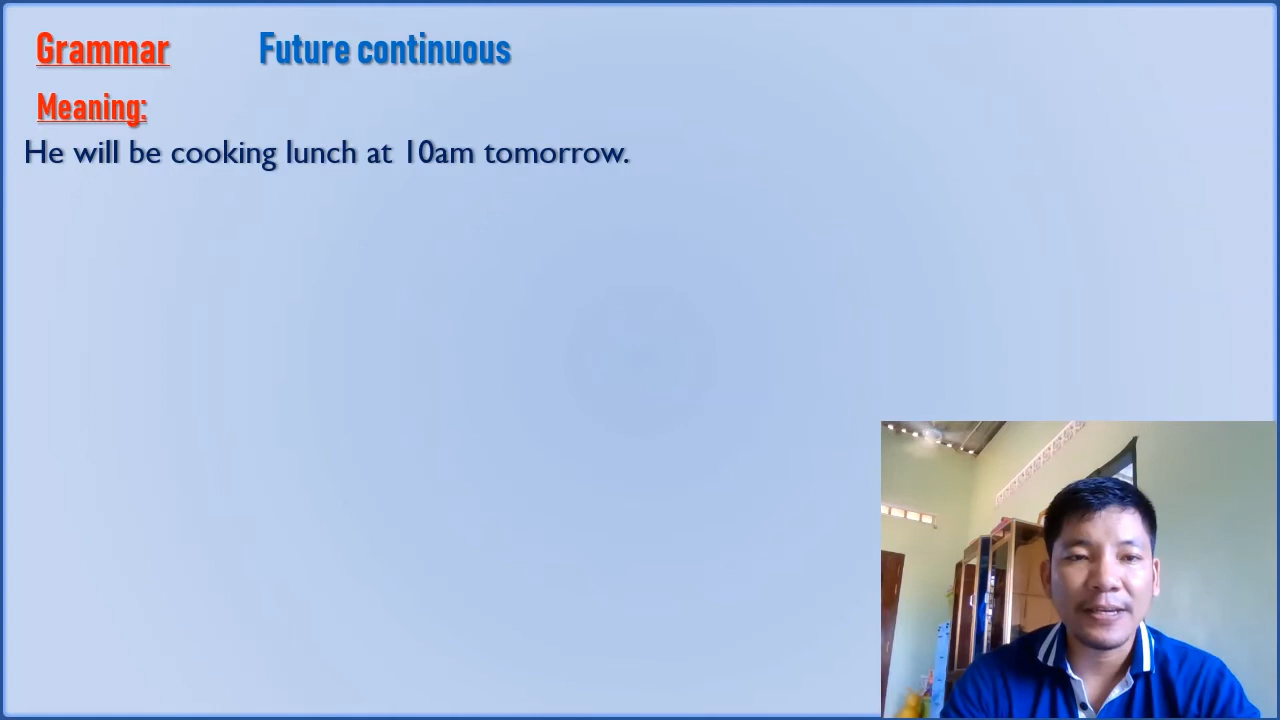 Grammar Future continuous
Meaning:
He will be cooking lunch at 10am tomorrow.